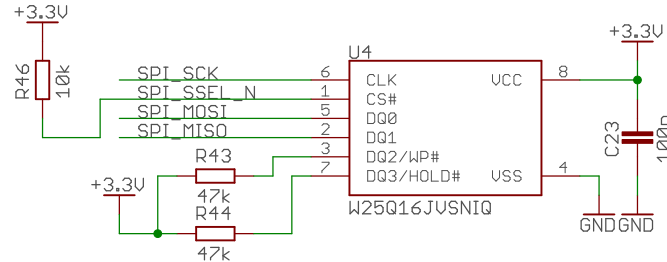 +3.3V
+3.3V
U4
R46
10k
SPI_SCK
6
CLK
VCC
8
SPI_SSEL_N
1
CS#
SPI_MOSI
5
DQ0
SPI_MISO
2
DQ1
C23
100n
3
DQ2/WP#
R43
7
DQ3/HOLD#
VSS
4
+3.3V
47k
R44
W25Q16JVSNIQ
GND
GND
47k